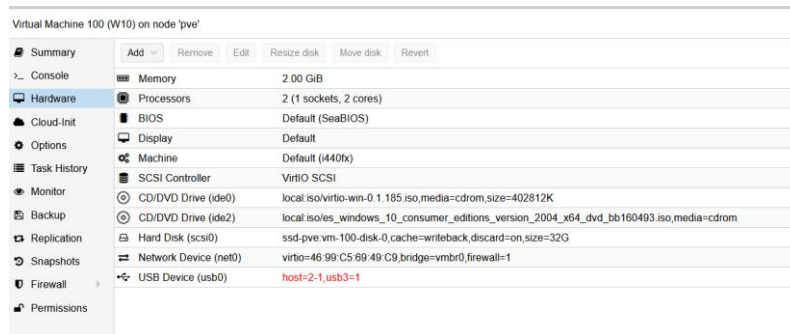 Virtual Machine 100 (W10) on node 'pve'
Summary
Console
Hardware
Cloud-Init
Options
Task History
Monitor
Backup
Replication
Snapshots
Firewall
Permissions
Add Remove Edit Resize disk Move disk Revert
Memory 2.00 GiB
Processors 2 (1 sockets, 2 cores)
BIOS Default (SeaBIOS)
Display Default
Machine Default (i440fx)
SCSI Controller VirtIO SCSI
CD/DVD Drive (ide0) local:iso/virtio-win-0.1.185.iso,media=cdrom,size=402812K
CD/DVD Drive (ide2) local:iso/es_windows_10_consumer_editions_version_2004_x64_dvd_bb160493.iso,media=cdrom
Hard Disk (scsi0) ssd-pve:vm-100-disk-0,cache=writeback,discard=on,size=32G
Network Device (net0) virtio=46:99:C5:69:49:C9,bridge=vmbr0,firewall=1
USB Device (usb0) host=2-1,usb3=1